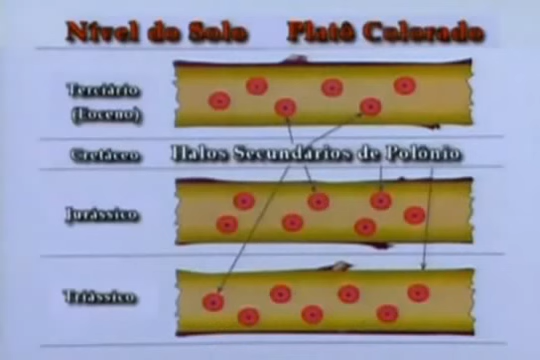 Nível do Solo Platô Colorado
Terciário
(Eoceno)
Cretáceo Halos Secundários de Polônio
Jurássico
Triássico